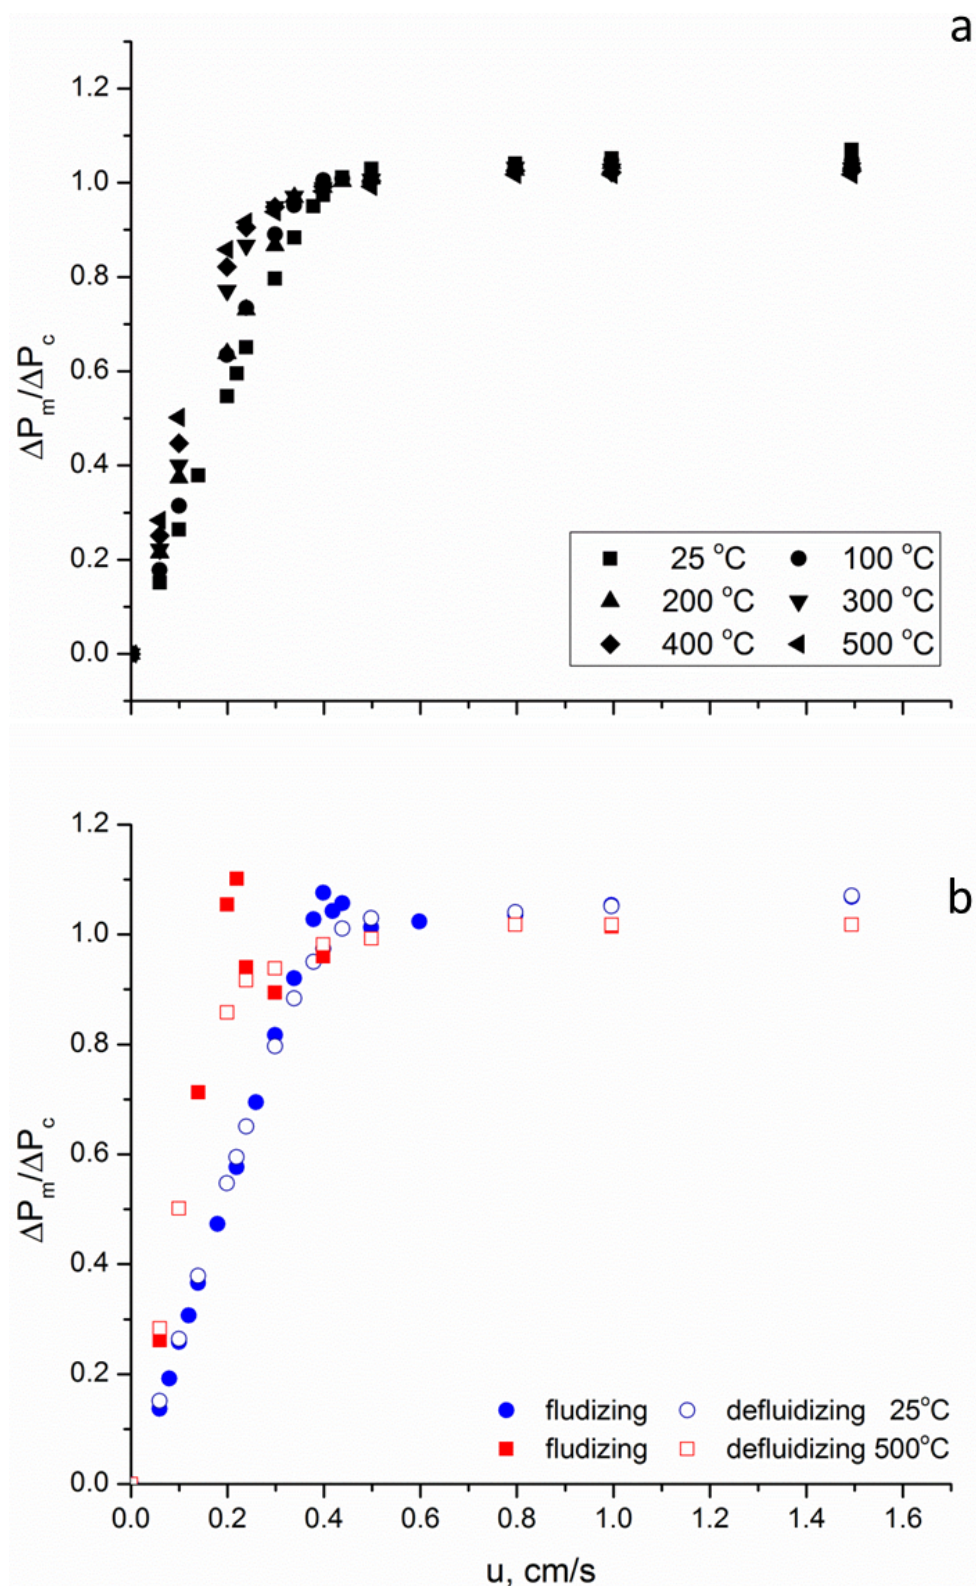 a
1.2
1.0
0.8
0.6
0.4
0.2
0.0
ΔPm/ΔPc
25 °C 100 °C
200 °C 300 °C
400 °C 500 °C
b
1.2
1.0
0.8
0.6
0.4
0.2
0.0
ΔPm/ΔPc
fludizing defluidizing 25°C
fludizing defluidizing 500°C
0.0 0.2 0.4 0.6 0.8 1.0 1.2 1.4 1.6
u, cm/s